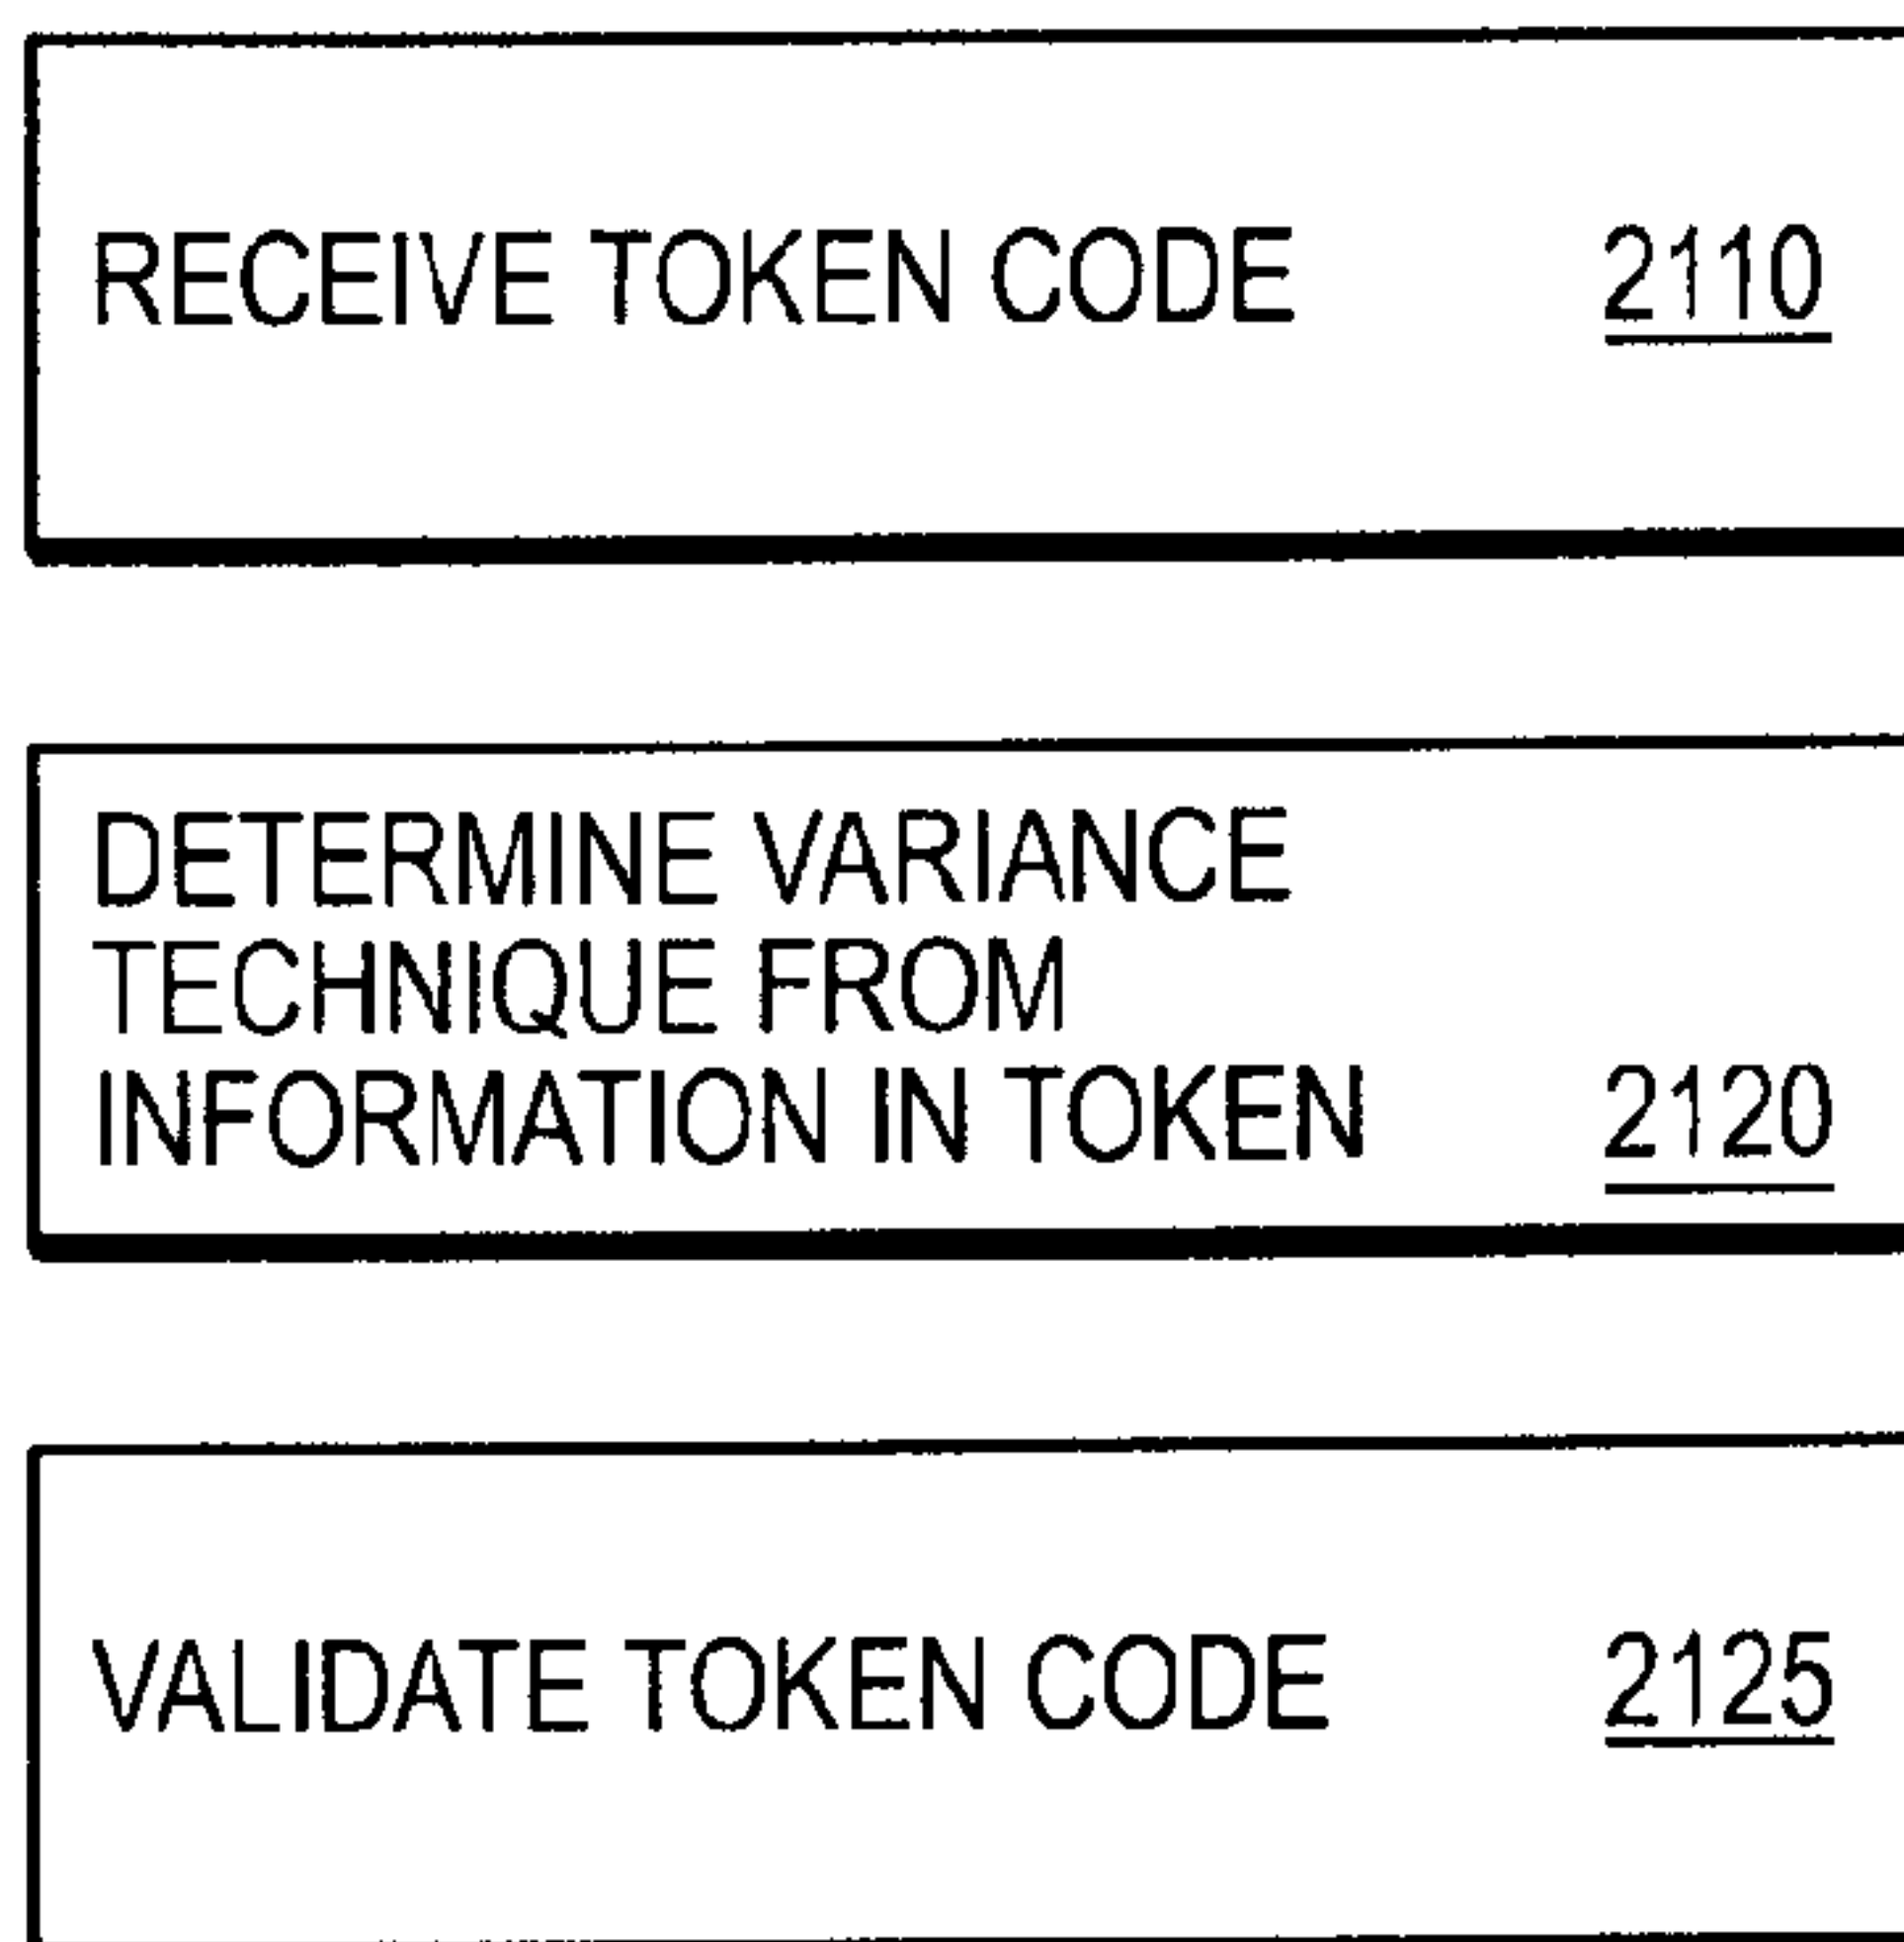 RECEIVE TOKEN CODE 2110
DETERMINE VARIANCE
TECHNIQUE FROM
INFORMATION IN TOKEN 2120
VALIDATE TOKEN CODE 2125